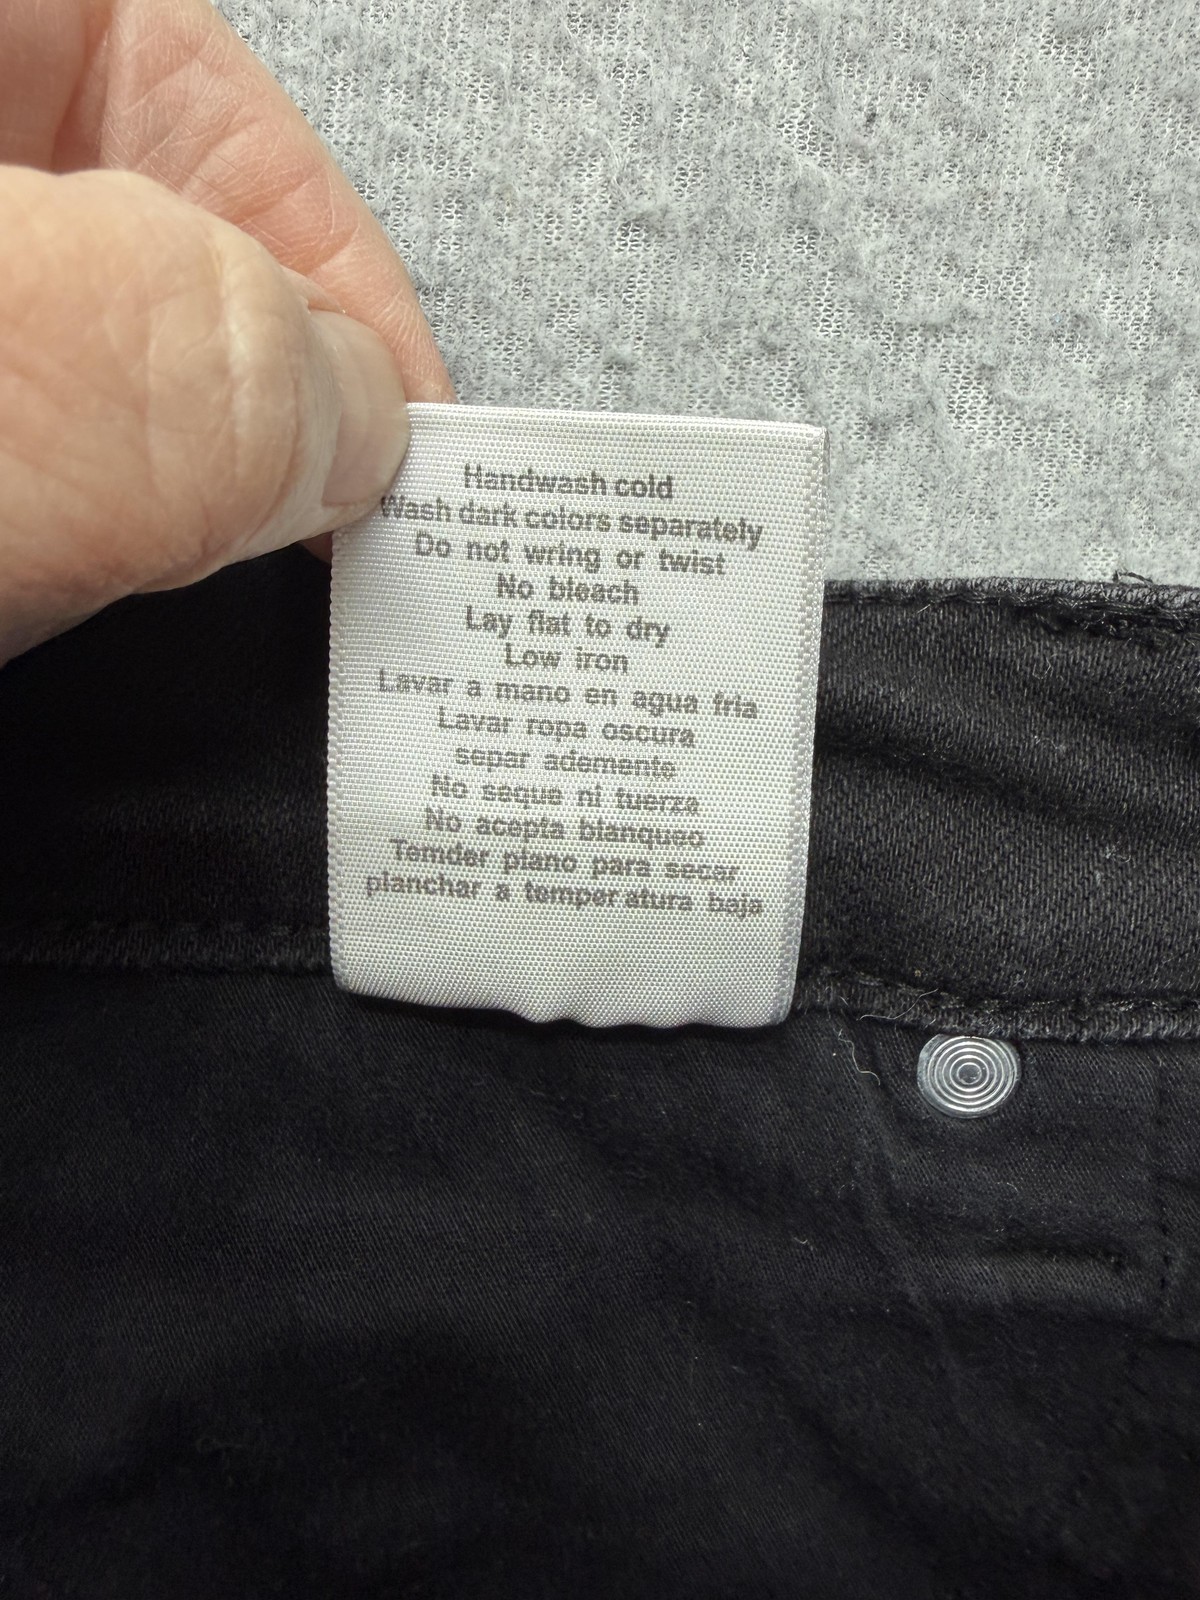 Handwash cold
Wash dark colors separately
Do not wring or twist
No bleach
Lay flat to dry
Low iron
Lavar a mano en agua fria
Lavar ropa oscura
separ ademente
No seque ni tuerza
No acepta blanqueo
Temder plano para secar
planchar a temper atura baja